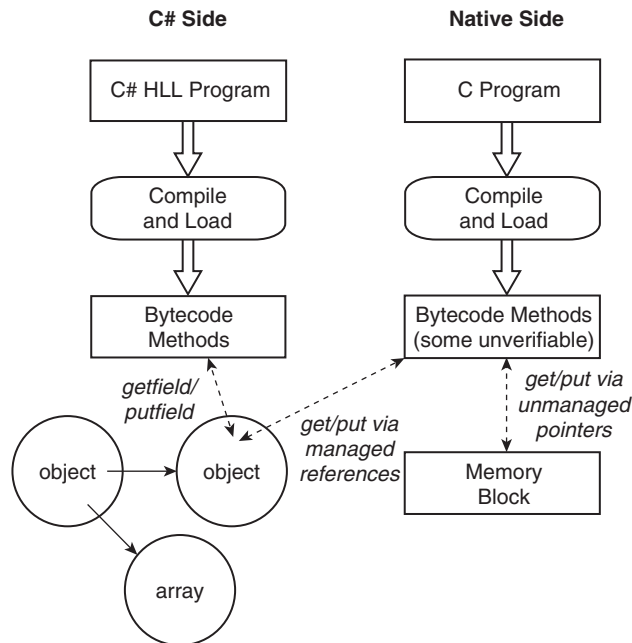 C# Side
Native Side
C# HLL Program
C Program
Compile
and Load
Compile
and Load
Bytecode
Methods
Bytecode Methods
(some unverifiable)
getfield/
putfield
get/put via
managed
references
get/put via
unmanaged
pointers
object
object
Memory
Block
array